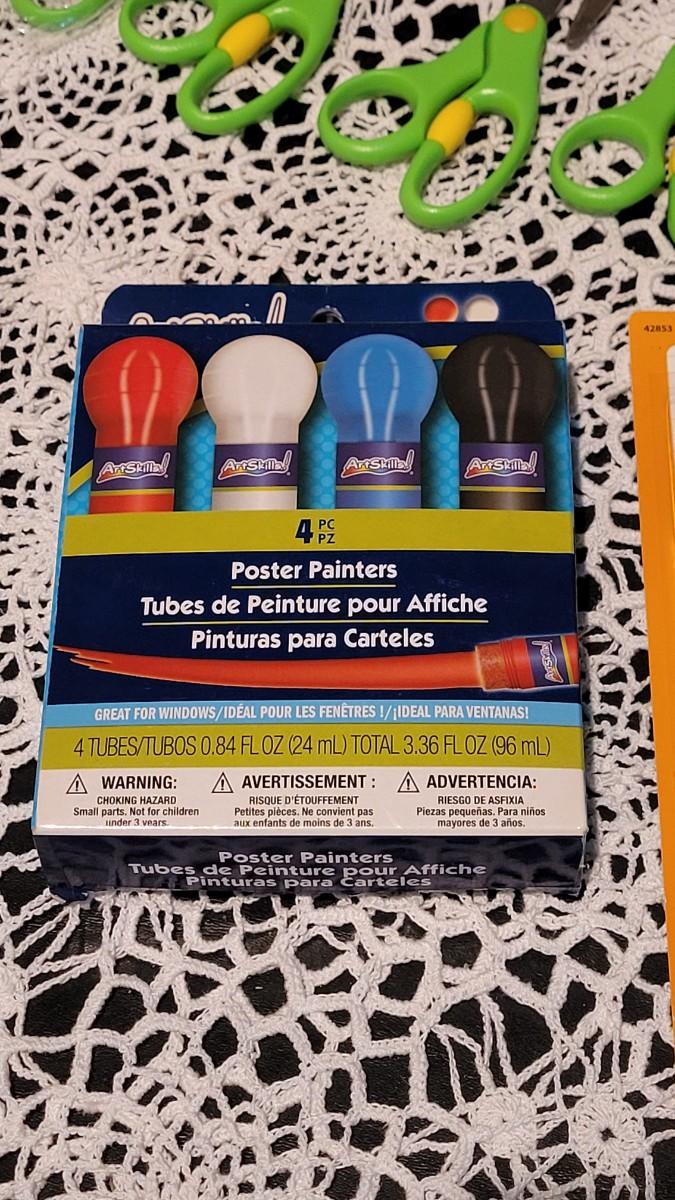 ArtSkills!
ArtSkills! ArtSkills! ArtSkills! ArtSkills!
4 PC
PZ
Poster Painters
Tubes de Peinture pour Affiche
Pinturas para Carteles
ArtSkills!
GREAT FOR WINDOWS/IDÉAL POUR LES FENÊTRES !/¡IDEAL PARA VENTANAS!
4 TUBES/TUBOS 0.84 FL OZ (24 mL) TOTAL 3.36 FL OZ (96 mL)
WARNING:
CHOKING HAZARD
Small parts. Not for children
under 3 years.
AVERTISSEMENT :
RISQUE D'ÉTOUFFEMENT
Petites pièces. Ne convient pas
aux enfants de moins de 3 ans.
ADVERTENCIA:
RIESGO DE ASFIXIA
Piezas pequeñas. Para niños
mayores de 3 años.
Poster Painters
Tubes de Peinture pour Affiche
Pinturas para Carteles
42853